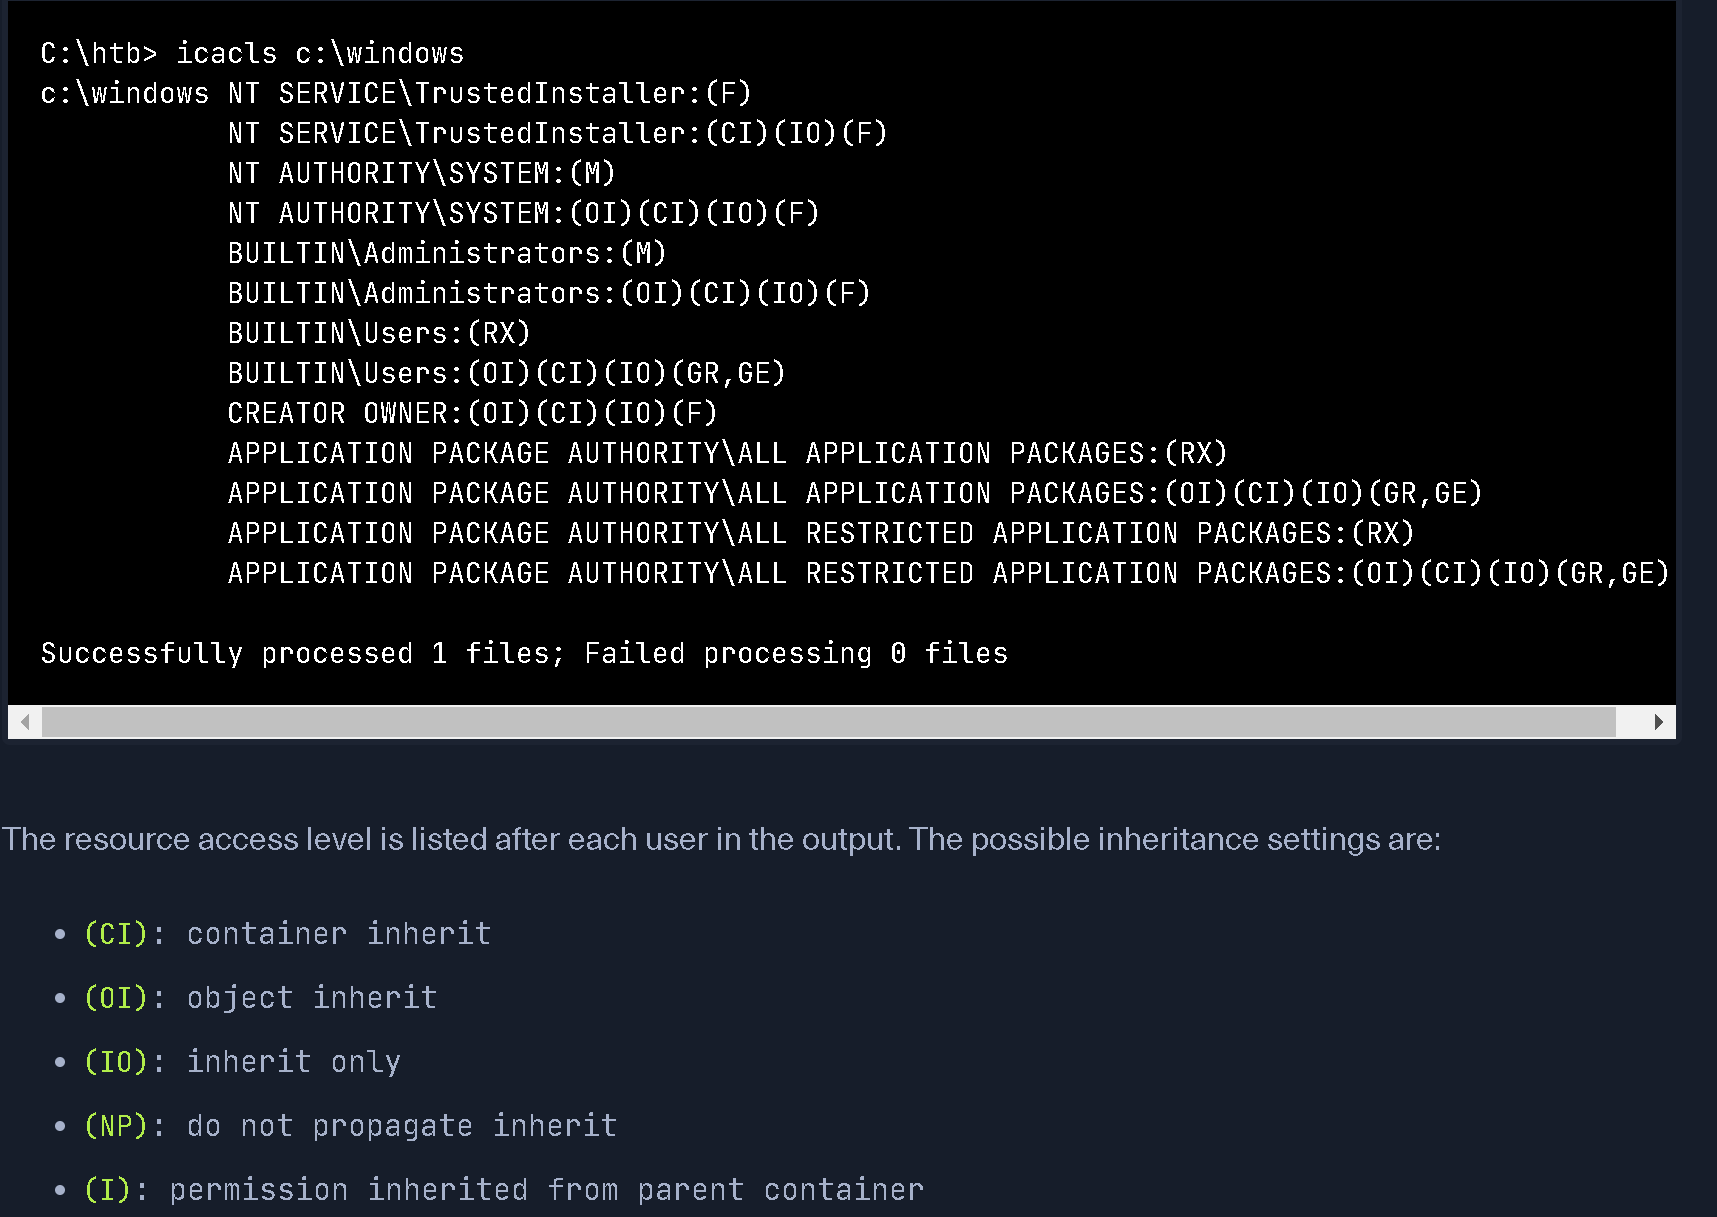 C:\htb> icacls c:\windows
c:\windows NT SERVICE\TrustedInstaller:(F)
NT SERVICE\TrustedInstaller:(CI)(IO)(F)
NT AUTHORITY\SYSTEM:(M)
NT AUTHORITY\SYSTEM:(OI)(CI)(IO)(F)
BUILTIN\Administrators:(M)
BUILTIN\Administrators:(OI)(CI)(IO)(F)
BUILTIN\Users:(RX)
BUILTIN\Users:(OI)(CI)(IO)(GR,GE)
CREATOR OWNER:(OI)(CI)(IO)(F)
APPLICATION PACKAGE AUTHORITY\ALL APPLICATION PACKAGES:(RX)
APPLICATION PACKAGE AUTHORITY\ALL APPLICATION PACKAGES:(OI)(CI)(IO)(GR,GE)
APPLICATION PACKAGE AUTHORITY\ALL RESTRICTED APPLICATION PACKAGES:(RX)
APPLICATION PACKAGE AUTHORITY\ALL RESTRICTED APPLICATION PACKAGES:(OI)(CI)(IO)(GR,GE)
Successfully processed 1 files; Failed processing 0 files
The resource access level is listed after each user in the output. The possible inheritance settings are:
• (CI): container inherit
• (OI): object inherit
• (IO): inherit only
• (NP): do not propagate inherit
• (I): permission inherited from parent container